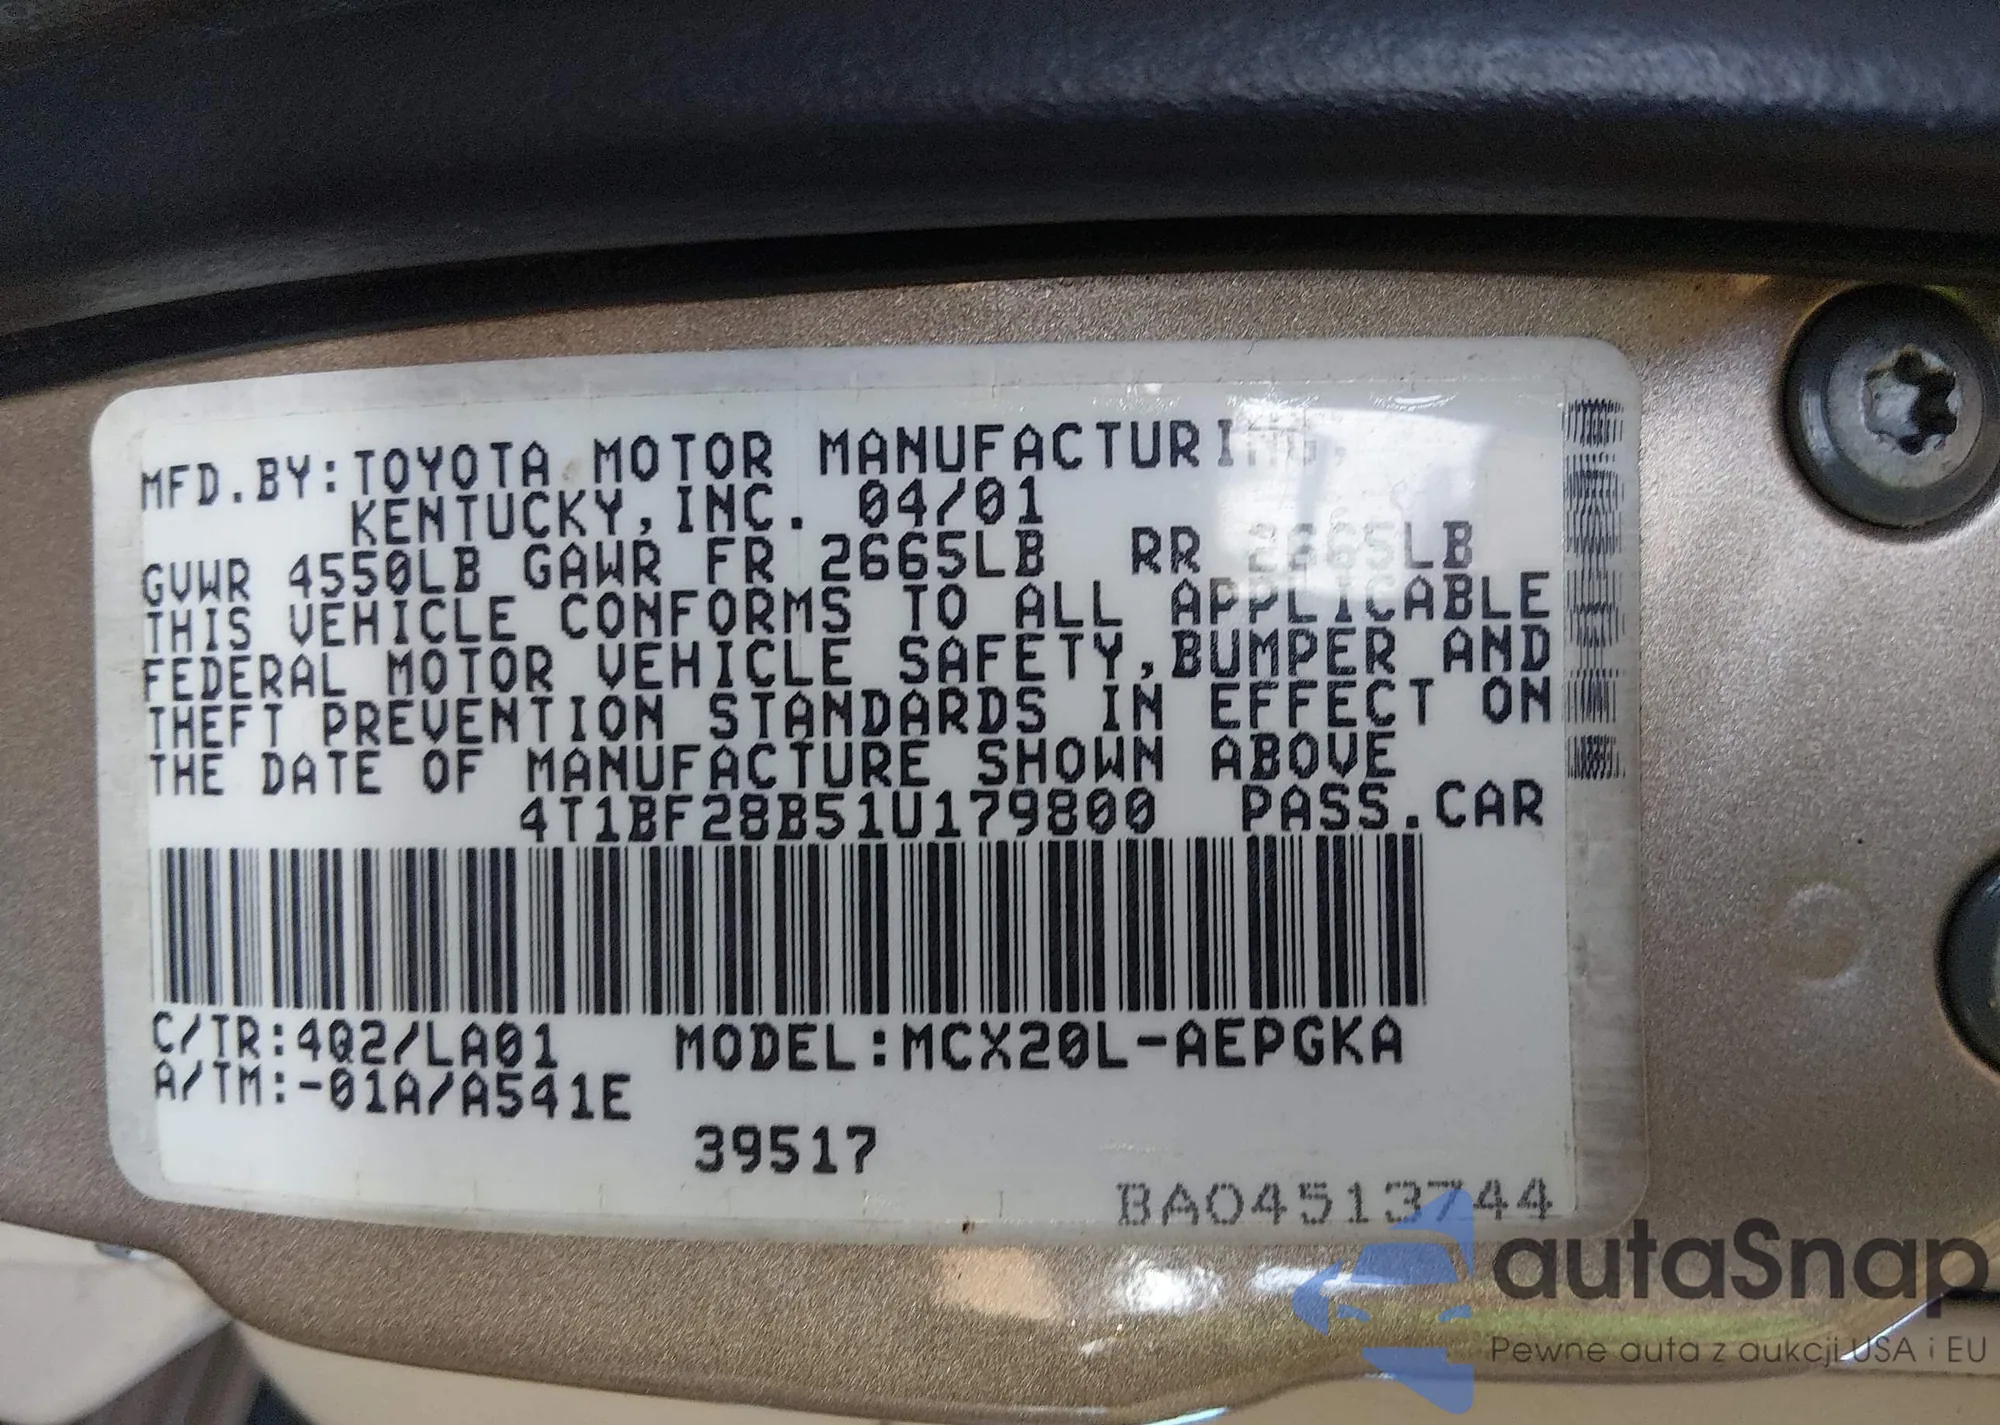 MFD.BY:TOYOTA MOTOR MANUFACTURING,
KENTUCKY,INC. 04/01
GVWR 4550LB GAWR FR 2665LB RR 2665LB
THIS VEHICLE CONFORMS TO ALL APPLICABLE
FEDERAL MOTOR VEHICLE SAFETY,BUMPER AND
THEFT PREVENTION STANDARDS IN EFFECT ON
THE DATE OF MANUFACTURE SHOWN ABOVE
4T1BF28B51U179800 PASS.CAR
C/TR:4Q2/LA01 MODEL:MCX20L-AEPGKA
A/TM:-01A/A541E
39517
BA04513744
autaSnap
Pewne auta z aukcji USA i EU